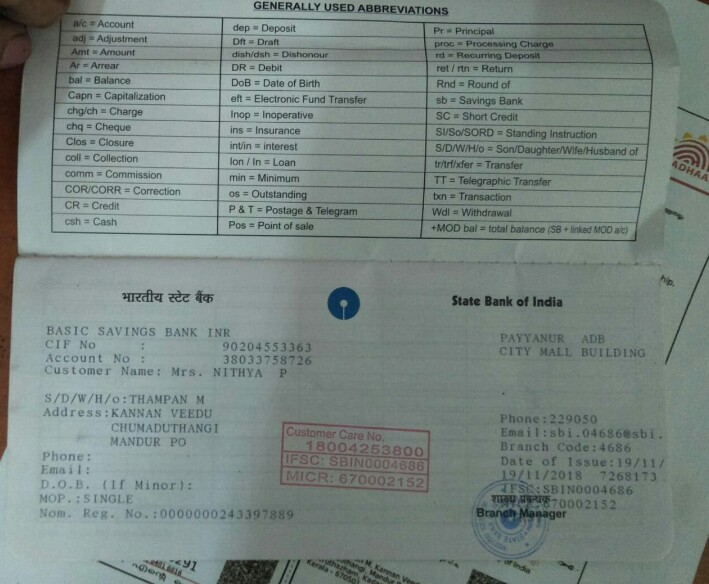 GENERALLY USED ABBREVIATIONS
a/c = Account
adj = Adjustment
Amt = Amount
Ar = Arrear
bal = Balance
Capn = Capitalization
chg/ch = Charge
chq = Cheque
Clos = Closure
coll = Collection
comm = Commission
COR/CORR = Correction
CR = Credit
csh = Cash
dep = Deposit
Dft = Draft
dish/dsh = Dishonour
DR = Debit
DoB = Date of Birth
eft = Electronic Fund Transfer
Inop = Inoperative
ins = Insurance
int/in = interest
lon / ln = Loan
min = Minimum
os = Outstanding
P & T = Postage & Telegram
Pos = Point of sale
Pr = Principal
proc = Processing Charge
rd = Recurring Deposit
ret / rtn = Return
Rnd = Round of
sb = Savings Bank
SC = Short Credit
SI/So/SORD = Standing Instruction
S/D/W/H/o = Son/Daughter/Wife/Husband of
tr/trf/xfer = Transfer
TT = Telegraphic Transfer
txn = Transaction
Wdl = Withdrawal
+MOD bal = total balance (SB + linked MOD a/c)
भारतीय स्टेट बैंक
State Bank of India
BASIC SAVINGS BANK INR
CIF No : 90204553363
Account No : 38033758726
Customer Name: Mrs. NITHYA P
S/D/W/H/o:THAMPAN M
Address:KANNAN VEEDU
CHUMADUTHANGI
MANDUR PO
Phone:
Email:
D.O.B. (If Minor):
MOP.:SINGLE
Nom. Reg. No.:0000000243397889
PAYYANUR ADB
CITY MALL BUILDING
Phone:229050
Email:sbi.04686@sbi.
Branch Code:4686
Date of Issue:19/11/
19/11/2018 7268173
IFSC:SBIN0004686
670002152
शाखा प्रबन्धक
Branch Manager
Customer Care No.
18004253800
IFSC: SBIN0004686
MICR: 670002152
ADHAA
hip.
291
Kannan Veedu
Kerala - 67050